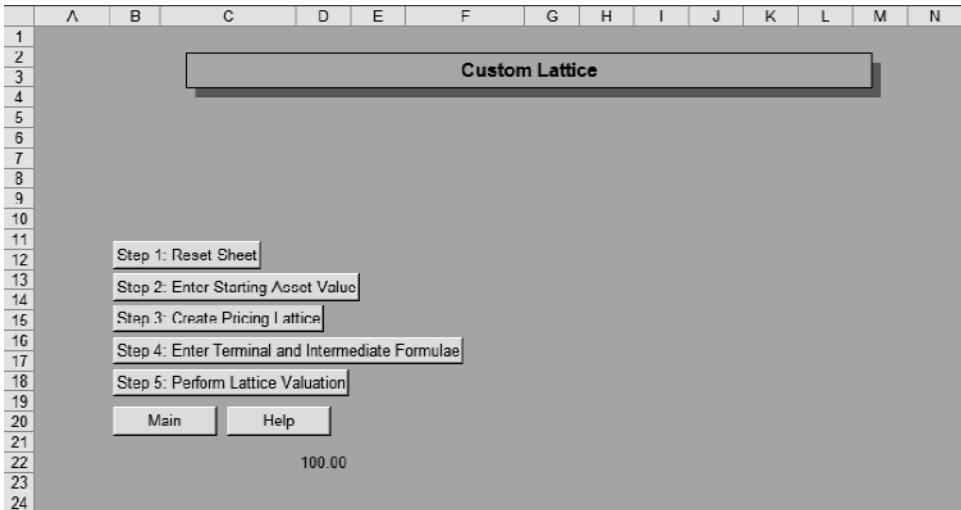 A B C D E F G H I J K L M N
1
2
Custom Lattice
3
4
5
6
7
8
9
10
11
12 Step 1: Reset Sheet
13
Step 2: Enter Starting Asset Value
14
15 Step 3: Create Pricing Lattice
16
Step 4: Enter Terminal and Intermediate Formulae
17
18 Step 5: Perform Lattice Valuation
19
20 Main Help
21
22 100.00
23
24